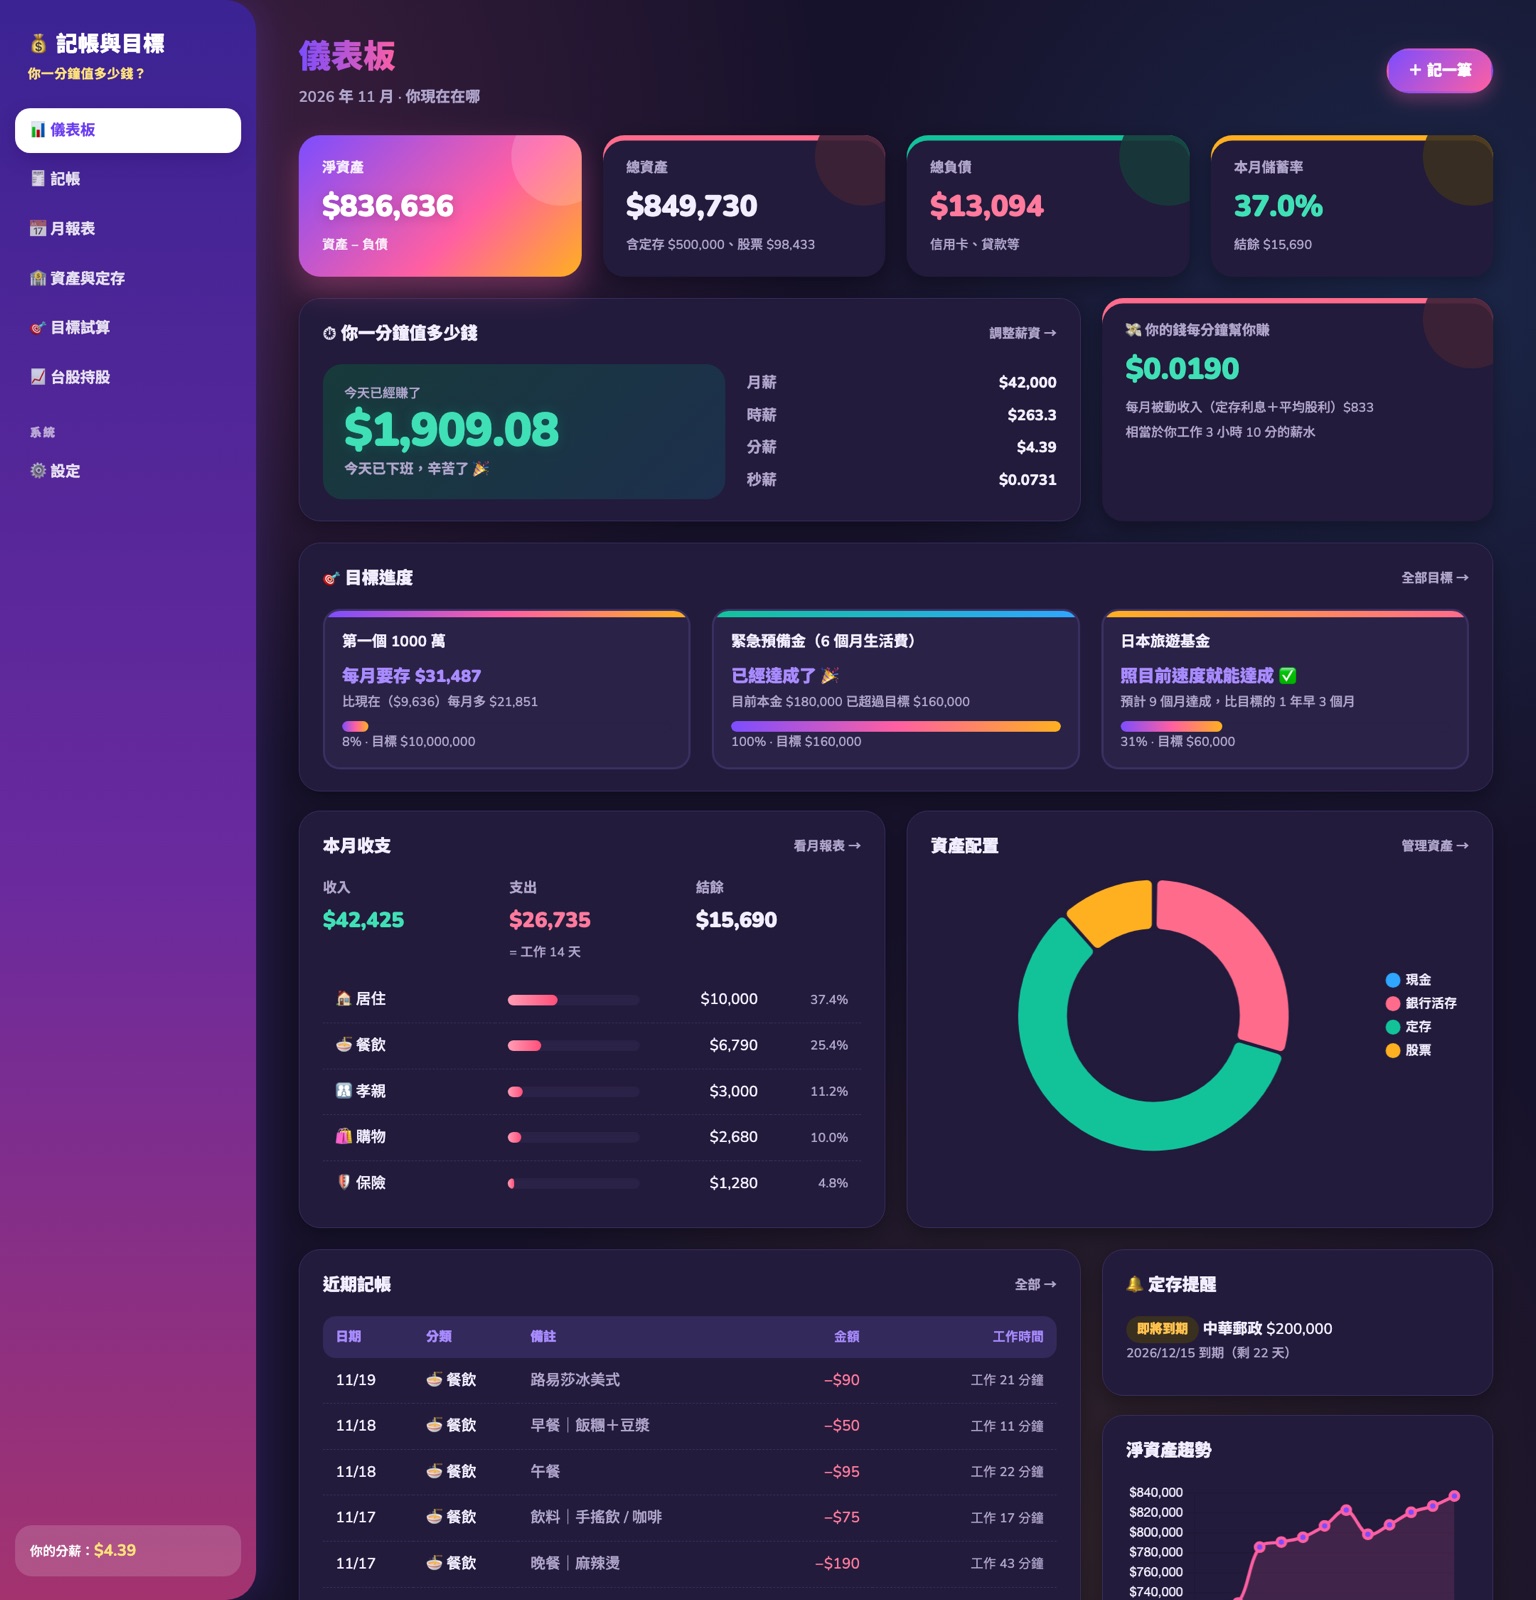 💰 記帳與目標
你一分鐘值多少錢？
📊 儀表板
🧾 記帳
📅 月報表
🏦 資產與定存
🎯 目標試算
📈 台股持股
系統
⚙️ 設定
你的分薪：$4.39
儀表板
2026 年 11 月 · 你現在在哪
＋ 記一筆
淨資產
$836,636
資產 − 負債
總資產
$849,730
含定存 $500,000、股票 $98,433
總負債
$13,094
信用卡、貸款等
本月儲蓄率
37.0%
結餘 $15,690
⏱ 你一分鐘值多少錢
調整薪資 →
今天已經賺了
$1,909.08
今天已下班，辛苦了 🎉
月薪 $42,000
時薪 $263.3
分薪 $4.39
秒薪 $0.0731
💸 你的錢每分鐘幫你賺
$0.0190
每月被動收入（定存利息＋平均股利）$833
相當於你工作 3 小時 10 分的薪水
🎯 目標進度
全部目標 →
第一個 1000 萬
每月要存 $31,487
比現在（$9,636）每月多 $21,851
8% · 目標 $10,000,000
緊急預備金（6 個月生活費）
已經達成了 🎉
目前本金 $180,000 已超過目標 $160,000
100% · 目標 $160,000
日本旅遊基金
照目前速度就能達成 ✅
預計 9 個月達成，比目標的 1 年早 3 個月
31% · 目標 $60,000
本月收支
看月報表 →
收入 支出 結餘
$42,425 $26,735 $15,690
= 工作 14 天
🏠 居住 $10,000 37.4%
🍜 餐飲 $6,790 25.4%
👪 孝親 $3,000 11.2%
🛍️ 購物 $2,680 10.0%
🛡️ 保險 $1,280 4.8%
資產配置
管理資產 →
現金
銀行活存
定存
股票
近期記帳
全部 →
日期 分類 備註 金額 工作時間
11/19 🍜 餐飲 路易莎冰美式 −$90 工作 21 分鐘
11/18 🍜 餐飲 早餐｜飯糰＋豆漿 −$50 工作 11 分鐘
11/18 🍜 餐飲 午餐 −$95 工作 22 分鐘
11/17 🍜 餐飲 飲料｜手搖飲 / 咖啡 −$75 工作 17 分鐘
11/17 🍜 餐飲 晚餐｜麻辣燙 −$190 工作 43 分鐘
🔔 定存提醒
即將到期 中華郵政 $200,000
2026/12/15 到期（剩 22 天）
淨資產趨勢
$840,000
$820,000
$800,000
$780,000
$760,000
$740,000